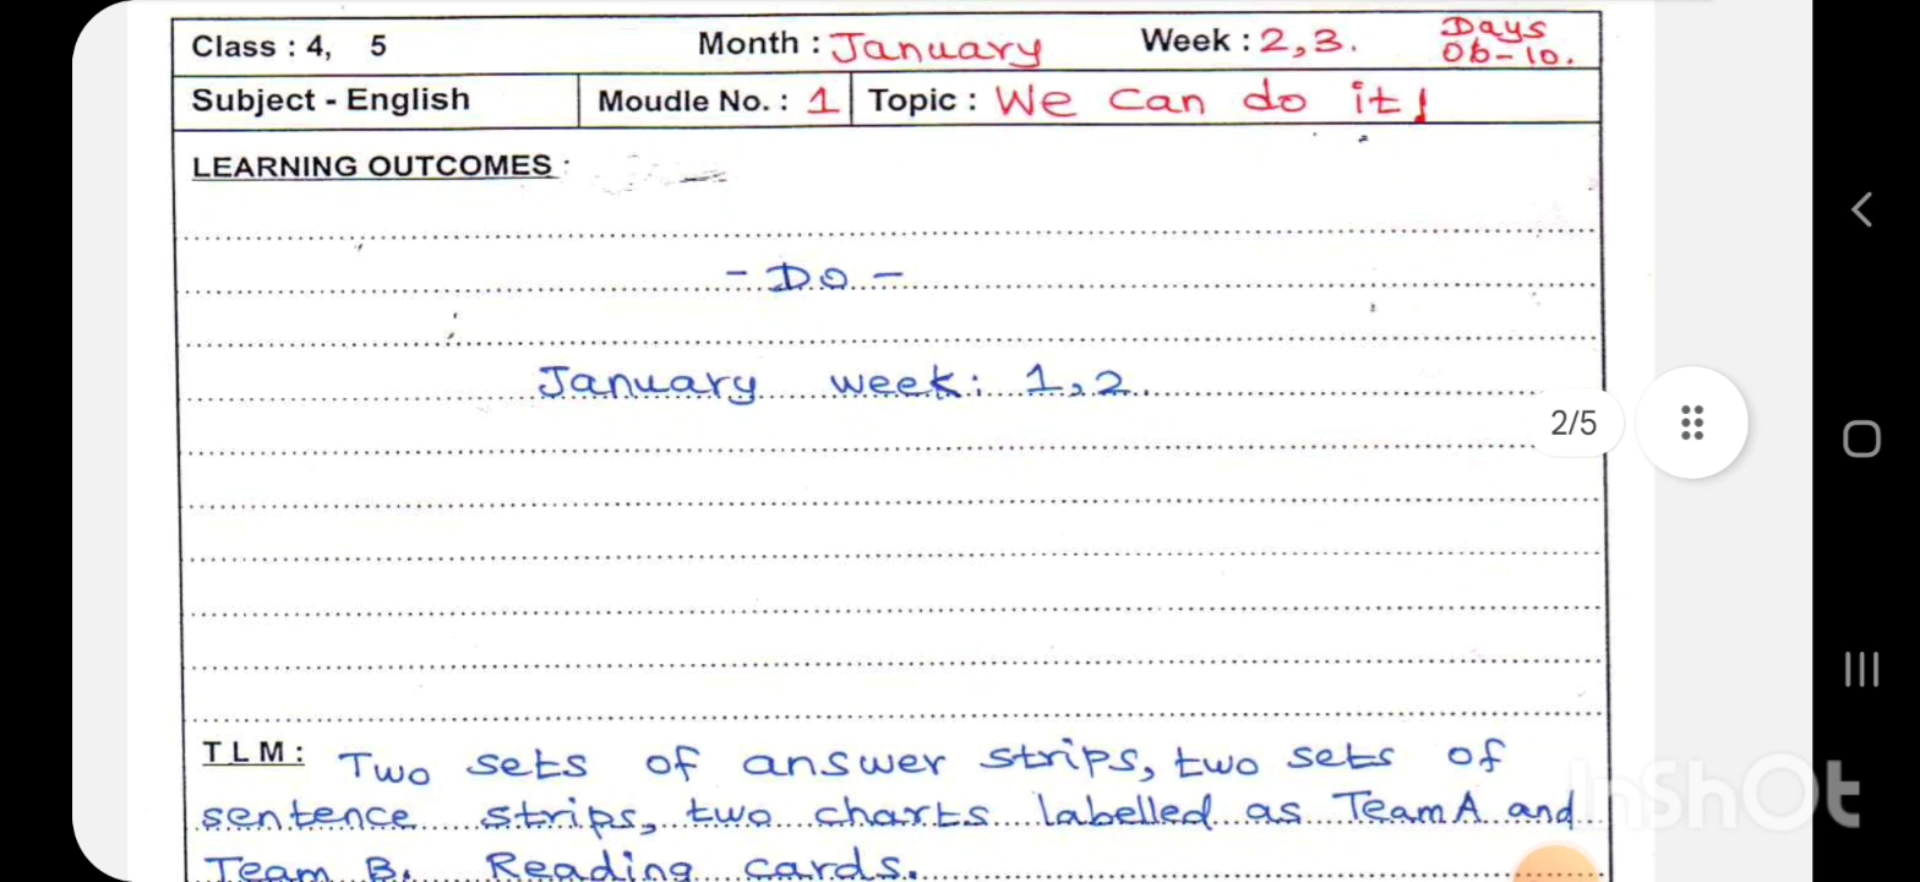 Class : 4, 5 Month : January Week : 2,3. Days 06-10.
Subject - English Moudle No. : 1 Topic : We can do it!
LEARNING OUTCOMES :
- Do -
January week: 1,2.
2/5
T L M : Two sets of answer strips, two sets of
sentence strips, two charts labelled as Team A and
Team B. Reading cards.
InShOt